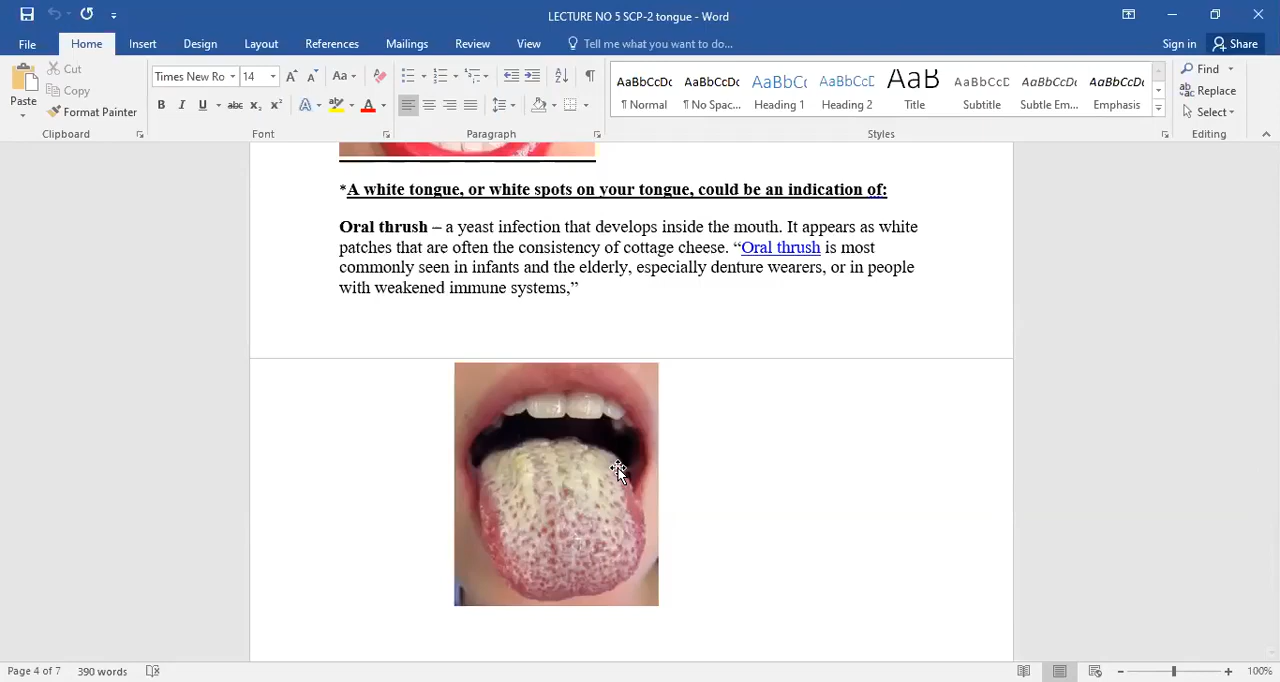 LECTURE NO 5 SCP-2 tongue - Word
File Home Insert Design Layout References Mailings Review View Tell me what you want to do... Sign in Share
Paste
Cut
Copy
Format Painter
Clipboard
Times New Ro 14
Font
Paragraph
AaBbCcDc AaBbCcDc AaBbC( AaBbCcE AaB AaBbCcD AaBbCcDc AaBbCcDc
¶ Normal ¶ No Spac... Heading 1 Heading 2 Title Subtitle Subtle Em... Emphasis
Styles
Find
Replace
Select
Editing
*A white tongue, or white spots on your tongue, could be an indication of:
Oral thrush – a yeast infection that develops inside the mouth. It appears as white
patches that are often the consistency of cottage cheese. “Oral thrush is most
commonly seen in infants and the elderly, especially denture wearers, or in people
with weakened immune systems,”
Page 4 of 7 390 words 100%